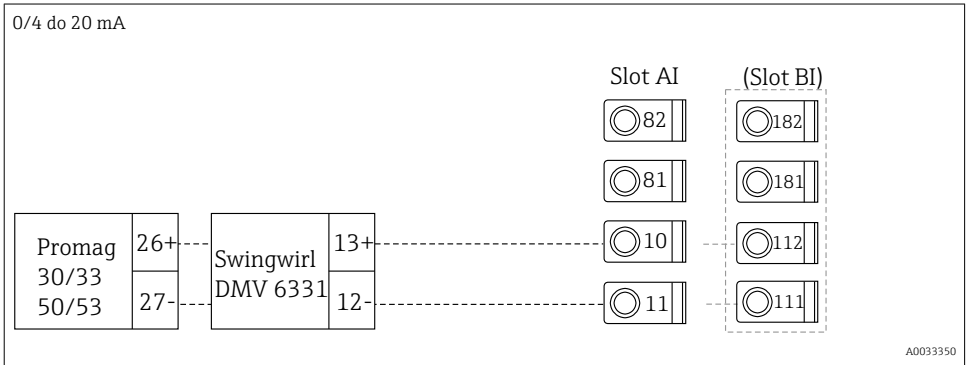 0/4 do 20 mA
Slot AI (Slot BI)
82 182
81 181
Promag
30/33
50/53
26+
27-
Swingwirl
DMV 6331
13+
12-
10 112
11 111
A0033350